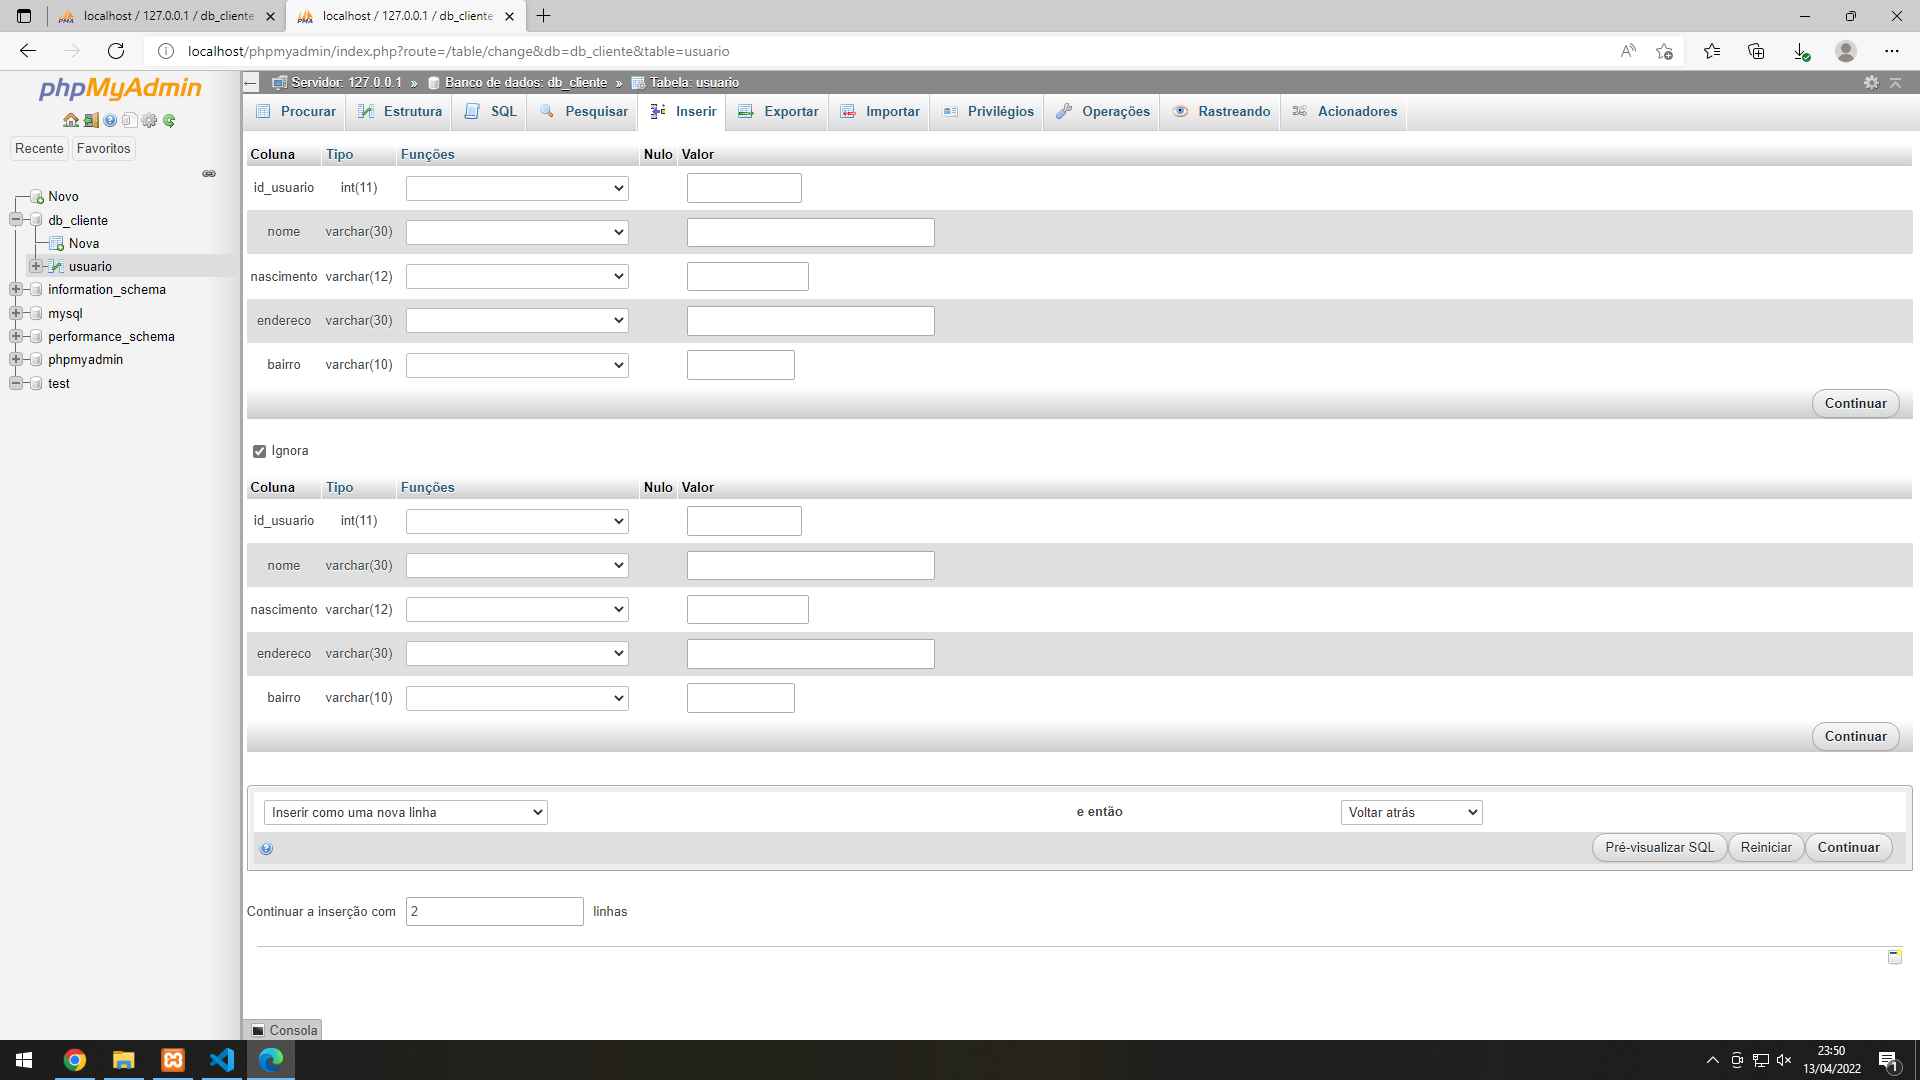 localhost / 127.0.0.1 / db_cliente
localhost / 127.0.0.1 / db_cliente
localhost/phpmyadmin/index.php?route=/table/change&db=db_cliente&table=usuario
phpMyAdmin
Recente Favoritos
Novo
db_cliente
Nova
usuario
information_schema
mysql
performance_schema
phpmyadmin
test
Servidor: 127.0.0.1 » Banco de dados: db_cliente » Tabela: usuario
Procurar Estrutura SQL Pesquisar Inserir Exportar Importar Privilégios Operações Rastreando Acionadores
Coluna Tipo Funções Nulo Valor
id_usuario int(11)
nome varchar(30)
nascimento varchar(12)
endereco varchar(30)
bairro varchar(10)
Continuar
Ignora
Coluna Tipo Funções Nulo Valor
id_usuario int(11)
nome varchar(30)
nascimento varchar(12)
endereco varchar(30)
bairro varchar(10)
Continuar
Inserir como uma nova linha e então Voltar atrás
Pré-visualizar SQL Reiniciar Continuar
Continuar a inserção com 2 linhas
Consola
23:50
13/04/2022
1